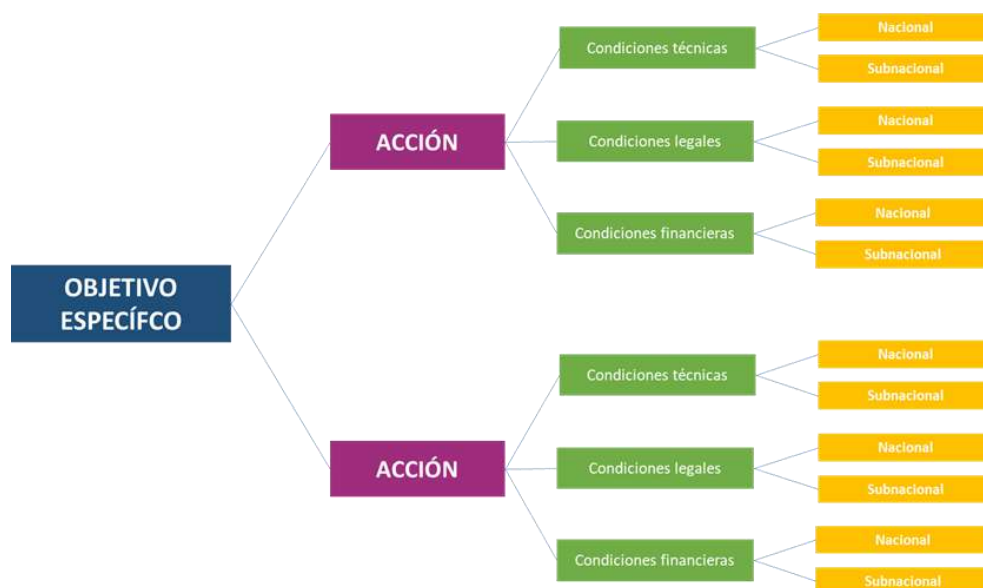 Nacional
Condiciones técnicas
Subnacional
Nacional
ACCIÓN
Condiciones legales
Subnacional
Nacional
Condiciones financieras
Subnacional
OBJETIVO
ESPECÍFCO
Nacional
Condiciones técnicas
Subnacional
Nacional
ACCIÓN
Condiciones legales
Subnacional
Nacional
Condiciones financieras
Subnacional